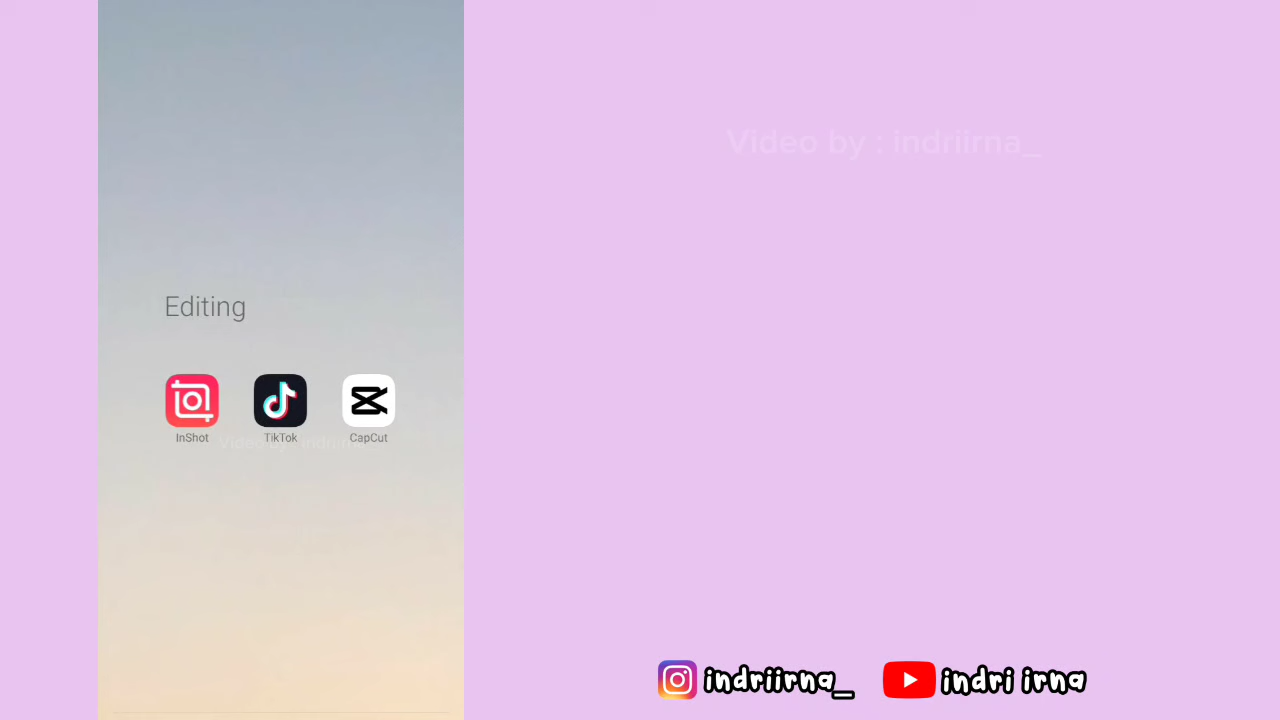 Editing
InShot
TikTok
CapCut
Video by : indriirna_
indriirna_
indri irna